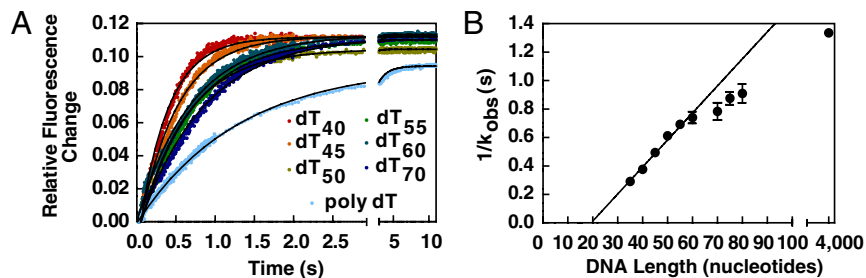 A
Relative Fluorescence
Change
0.12
0.10
0.08
0.06
0.04
0.02
0.00
dT40 dT55
dT45 dT60
dT50 dT70
poly dT
0.0 0.5 1.0 1.5 2.0 2.5 5 10
Time (s)
B
1/kobs(s)
1.4
1.2
1.0
0.8
0.6
0.4
0.2
0.0
0 10 20 30 40 50 60 70 80 90 100 4,000
DNA Length (nucleotides)